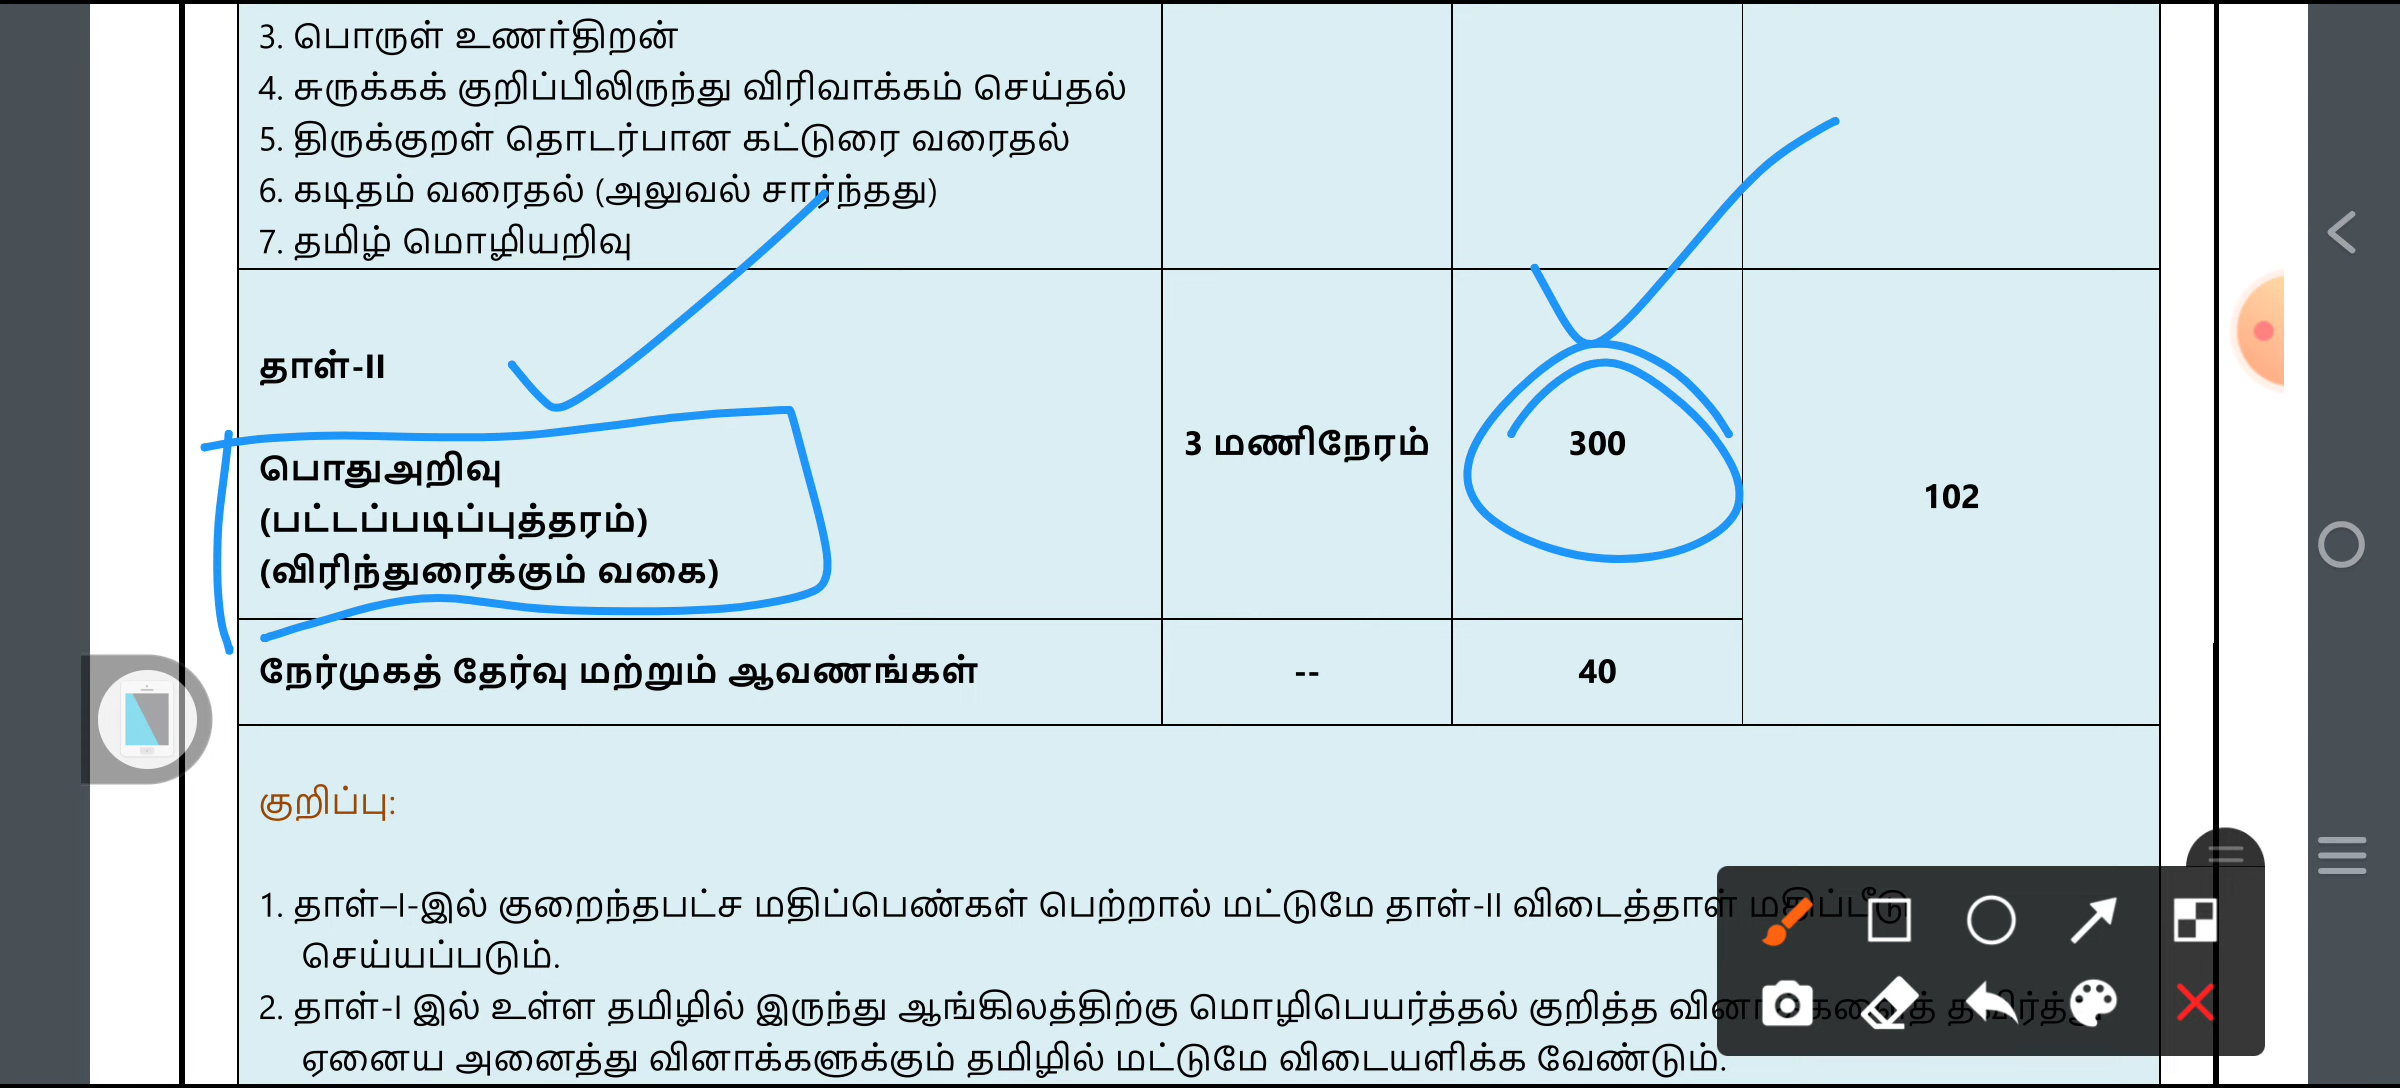 3. பொருள் உணர்திறன்
4. சுருக்கக் குறிப்பிலிருந்து விரிவாக்கம் செய்தல்
5. திருக்குறள் தொடர்பான கட்டுரை வரைதல்
6. கடிதம் வரைதல் (அலுவல் சார்ந்தது)
7. தமிழ் மொழியறிவு
தாள்-II
பொதுஅறிவு
(பட்டப்படிப்புத்தரம்)
(விரிந்துரைக்கும் வகை)
3 மணிநேரம்
300
102
நேர்முகத் தேர்வு மற்றும் ஆவணங்கள்
--
40
குறிப்பு:
1. தாள்–I-இல் குறைந்தபட்ச மதிப்பெண்கள் பெற்றால் மட்டுமே தாள்-II விடைத்தாள் மதிப்பீடு
செய்யப்படும்.
2. தாள்-I இல் உள்ள தமிழில் இருந்து ஆங்கிலத்திற்கு மொழிபெயர்த்தல் குறித்த
ஏனைய அனைத்து வினாக்களுக்கும் தமிழில் மட்டுமே விடையளிக்க வேண்டும்.